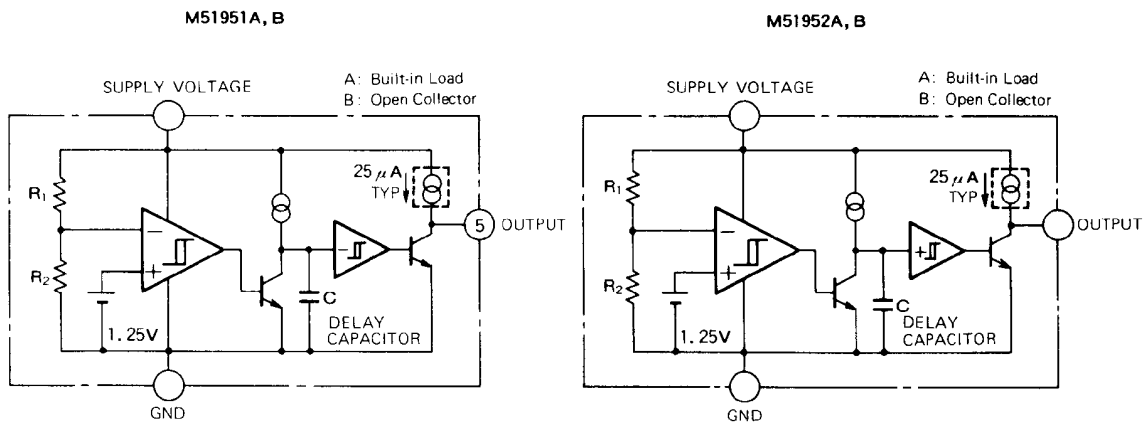 M51951A, B
A: Built-in Load
B: Open Collector
SUPPLY VOLTAGE
25 μA
TYP
R1
R2
−
+
−
5
OUTPUT
C
1.25V
DELAY
CAPACITOR
GND
M51952A, B
A: Built-in Load
B: Open Collector
SUPPLY VOLTAGE
25 μA
TYP
R1
R2
−
+
+
OUTPUT
C
1.25V
DELAY
CAPACITOR
GND